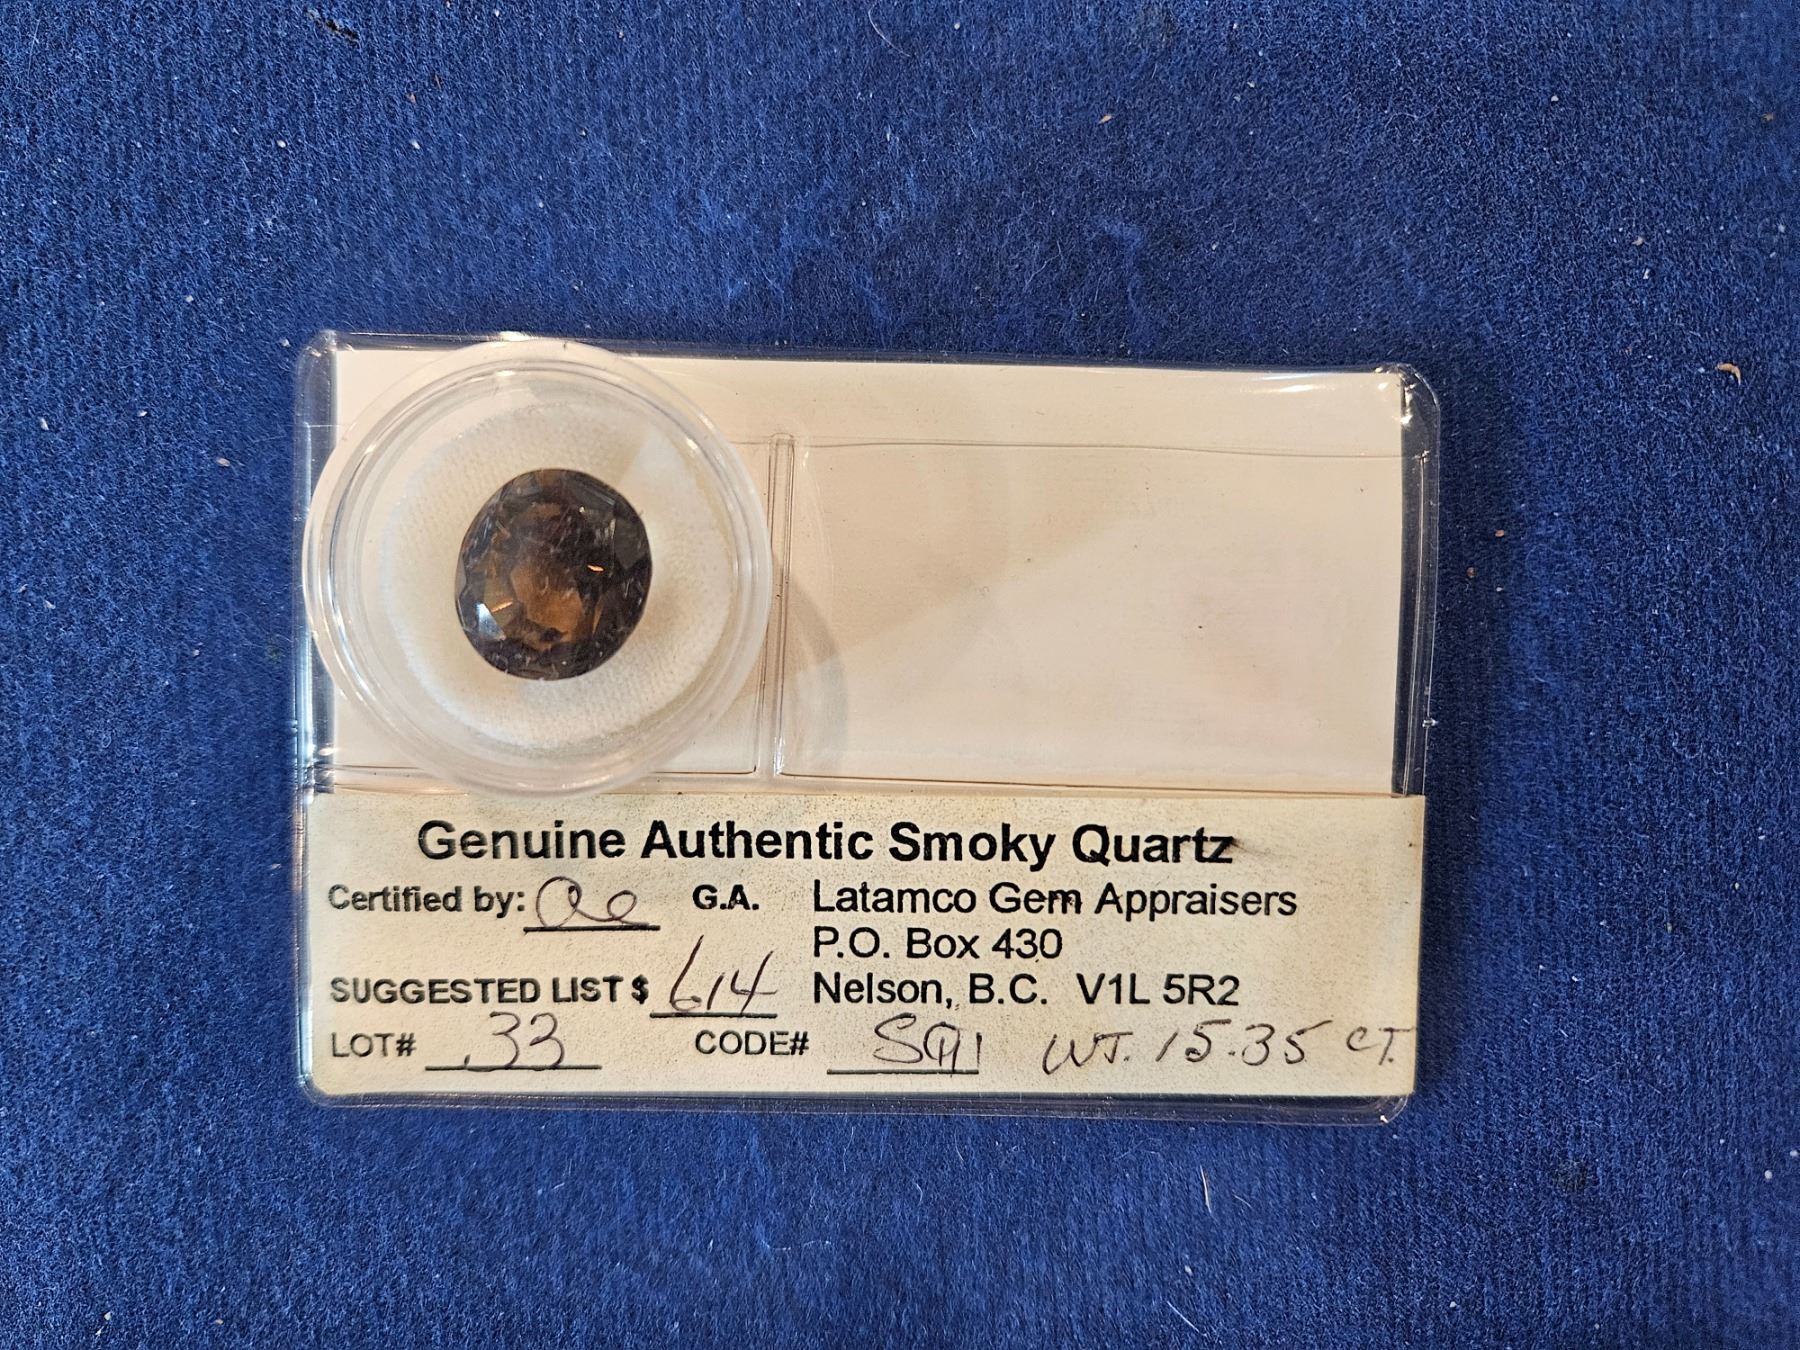 Genuine Authentic Smoky Quartz
Certified by: G.A. Latamco Gem Appraisers
P.O. Box 430
SUGGESTED LIST $ 614 Nelson, B.C. V1L 5R2
LOT# 33 CODE# SQ1 WT. 15.35 CT.